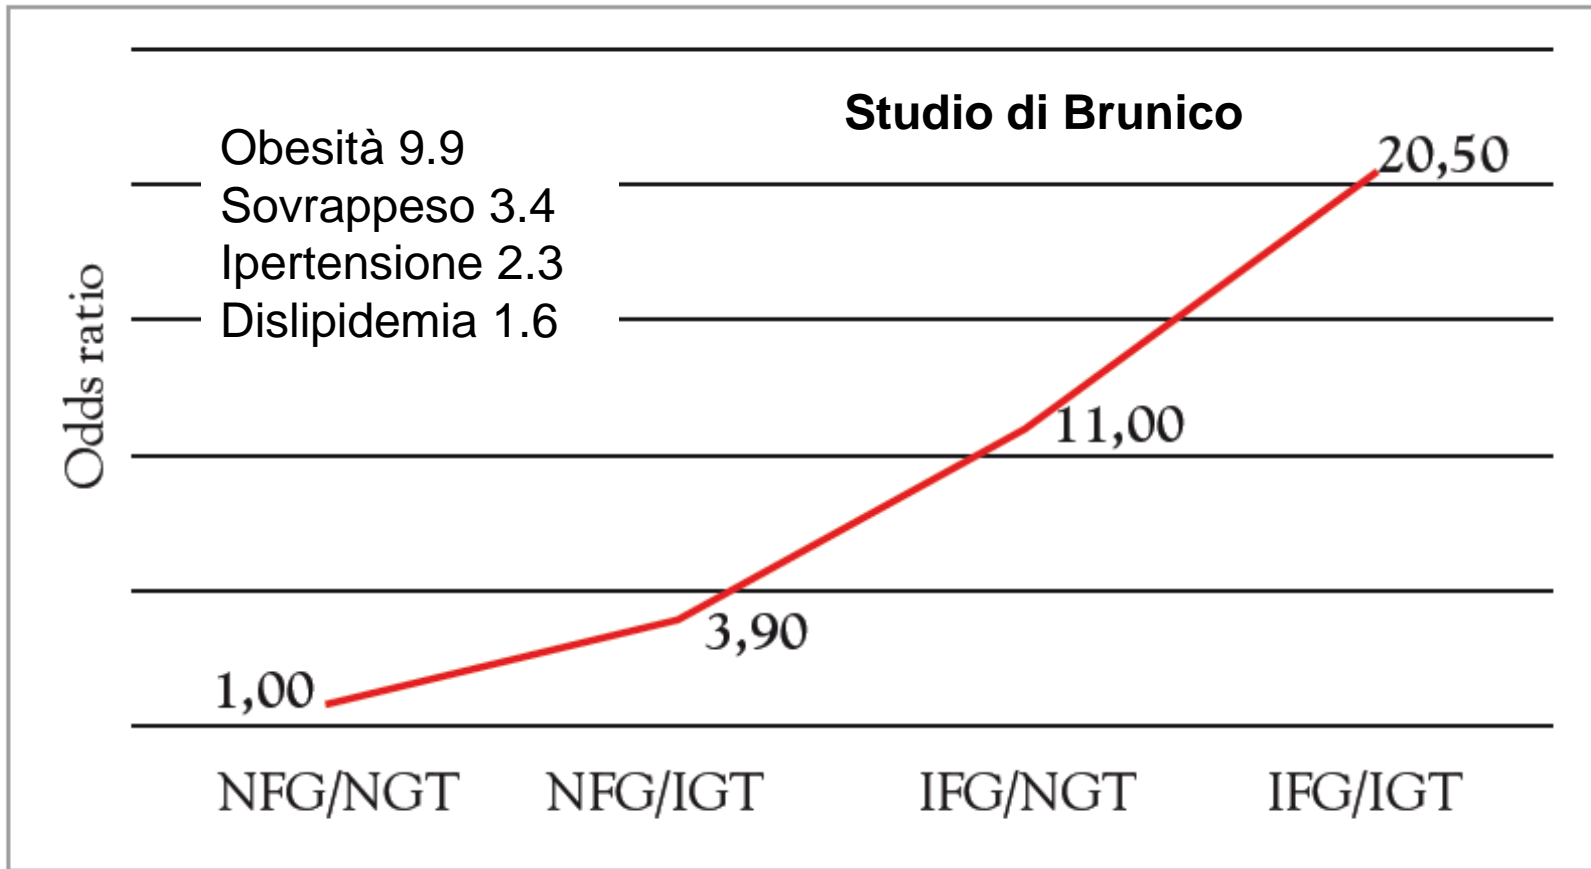 Studio di Brunico
Obesità 9.9
Sovrappeso 3.4
Ipertensione 2.3
Dislipidemia 1.6
Odds ratio
20,50
11,00
3,90
1,00
NFG/NGT NFG/IGT IFG/NGT IFG/IGT